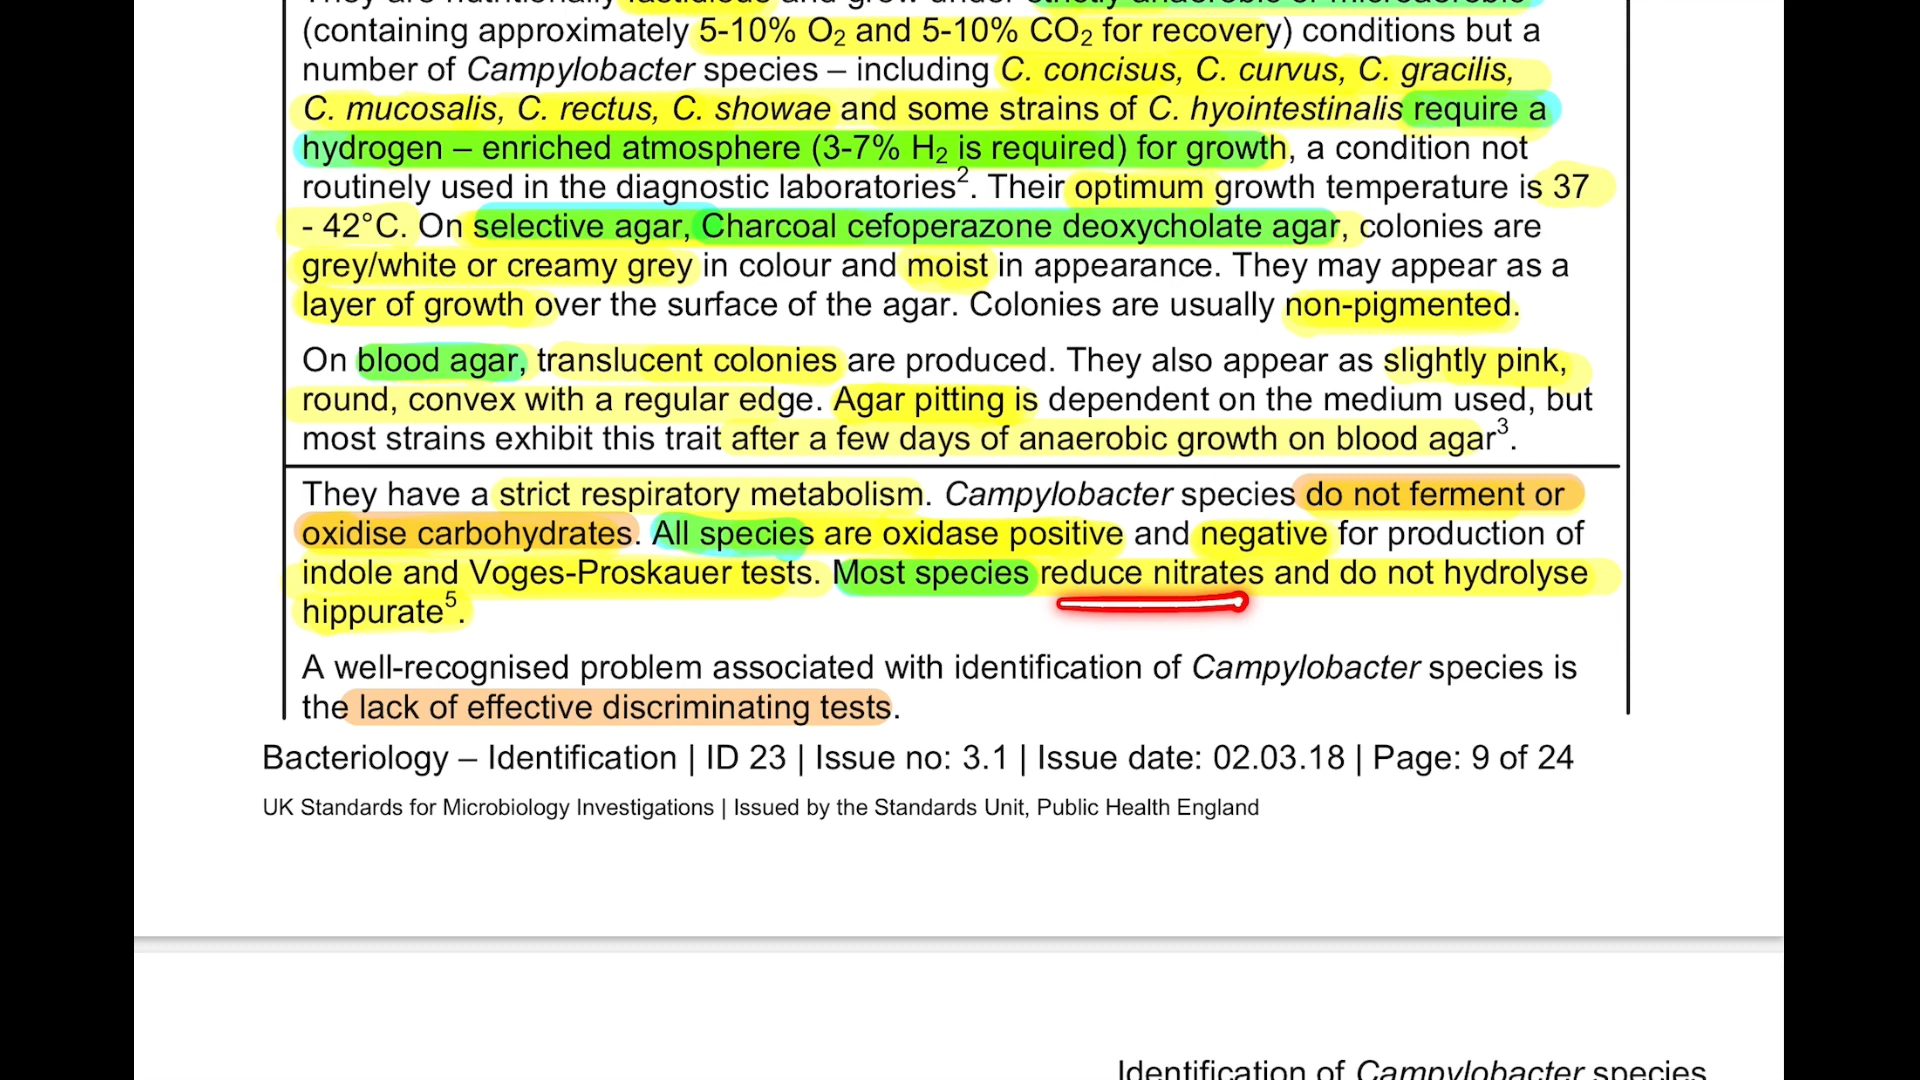 They are nutritionally fastidious and grow under strictly anaerobic or microaerobic
(containing approximately 5-10% O₂ and 5-10% CO₂ for recovery) conditions but a
number of Campylobacter species – including C. concisus, C. curvus, C. gracilis,
C. mucosalis, C. rectus, C. showae and some strains of C. hyointestinalis require a
hydrogen – enriched atmosphere (3-7% H₂ is required) for growth, a condition not
routinely used in the diagnostic laboratories². Their optimum growth temperature is 37
- 42°C. On selective agar, Charcoal cefoperazone deoxycholate agar, colonies are
grey/white or creamy grey in colour and moist in appearance. They may appear as a
layer of growth over the surface of the agar. Colonies are usually non-pigmented.
On blood agar, translucent colonies are produced. They also appear as slightly pink,
round, convex with a regular edge. Agar pitting is dependent on the medium used, but
most strains exhibit this trait after a few days of anaerobic growth on blood agar³.
They have a strict respiratory metabolism. Campylobacter species do not ferment or
oxidise carbohydrates. All species are oxidase positive and negative for production of
indole and Voges-Proskauer tests. Most species reduce nitrates and do not hydrolyse
hippurate⁵.
A well-recognised problem associated with identification of Campylobacter species is
the lack of effective discriminating tests.
Bacteriology – Identification | ID 23 | Issue no: 3.1 | Issue date: 02.03.18 | Page: 9 of 24
UK Standards for Microbiology Investigations | Issued by the Standards Unit, Public Health England
Identification of Campylobacter species